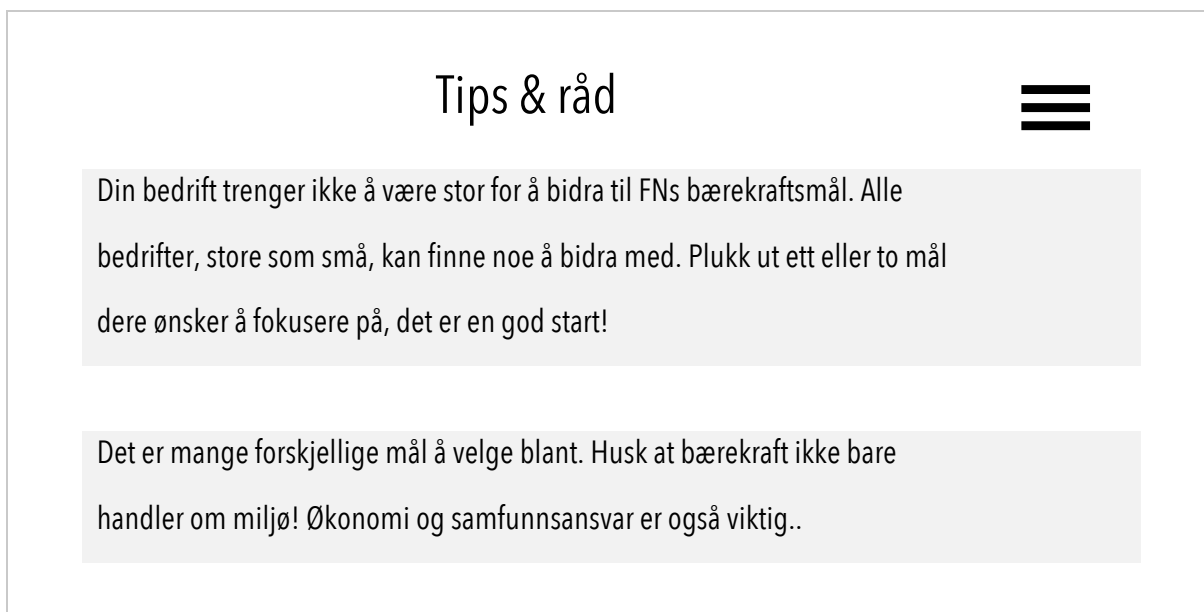 Tips & råd
Din bedrift trenger ikke å være stor for å bidra til FNs bærekraftsmål. Alle
bedrifter, store som små, kan finne noe å bidra med. Plukk ut ett eller to mål
dere ønsker å fokusere på, det er en god start!
Det er mange forskjellige mål å velge blant. Husk at bærekraft ikke bare
handler om miljø! Økonomi og samfunnsansvar er også viktig..